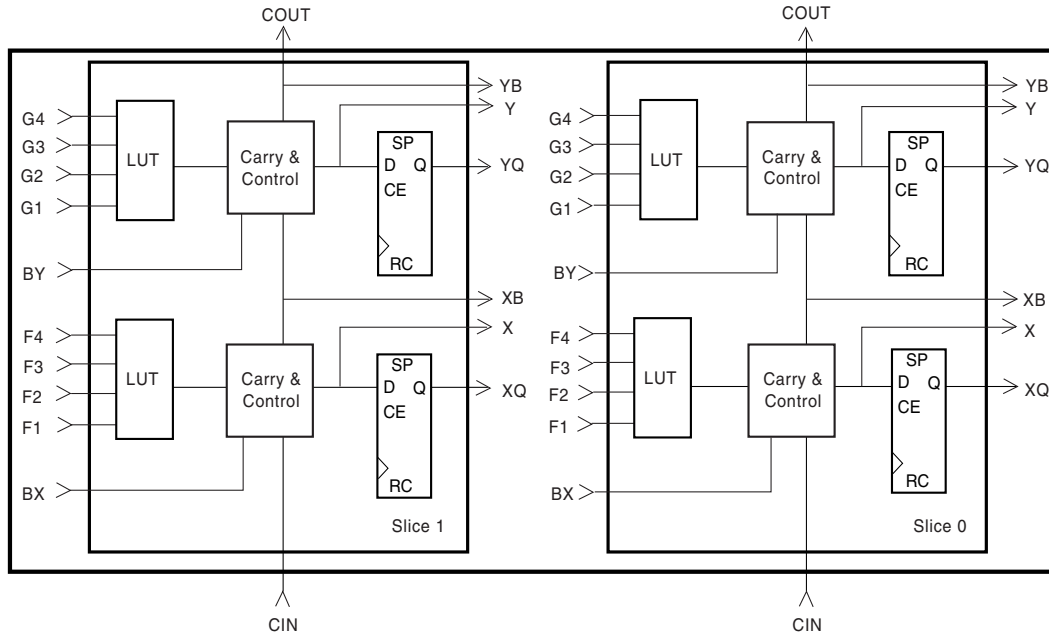 COUT
COUT
YB
Y
G4
G3
G2
G1
LUT
Carry &
Control
SP
D Q
CE
RC
YQ
BY
XB
X
F4
F3
F2
F1
LUT
Carry &
Control
SP
D Q
CE
RC
XQ
BX
Slice 1
CIN
YB
Y
G4
G3
G2
G1
LUT
Carry &
Control
SP
D Q
CE
RC
YQ
BY
XB
X
F4
F3
F2
F1
LUT
Carry &
Control
SP
D Q
CE
RC
XQ
BX
Slice 0
CIN